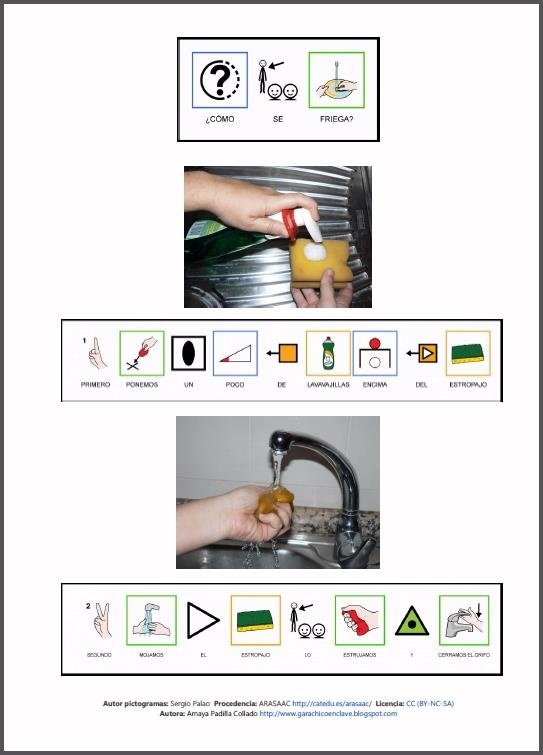 ¿CÓMO SE FRIEGA?
1
PRIMERO PONEMOS UN POCO DE LAVAVAJILLAS ENCIMA DEL ESTROPAJO
2
SEGUNDO MOJAMOS EL ESTROPAJO LO ESTRUJAMOS Y CERRAMOS EL GRIFO
Autor pictogramas: Sergio Palao Procedencia: ARASAAC http://catedu.es/arasaac/ Licencia: CC (BY-NC-SA)
Autora: Amaya Padilla Collado http://www.garachicoenclave.blogspot.com